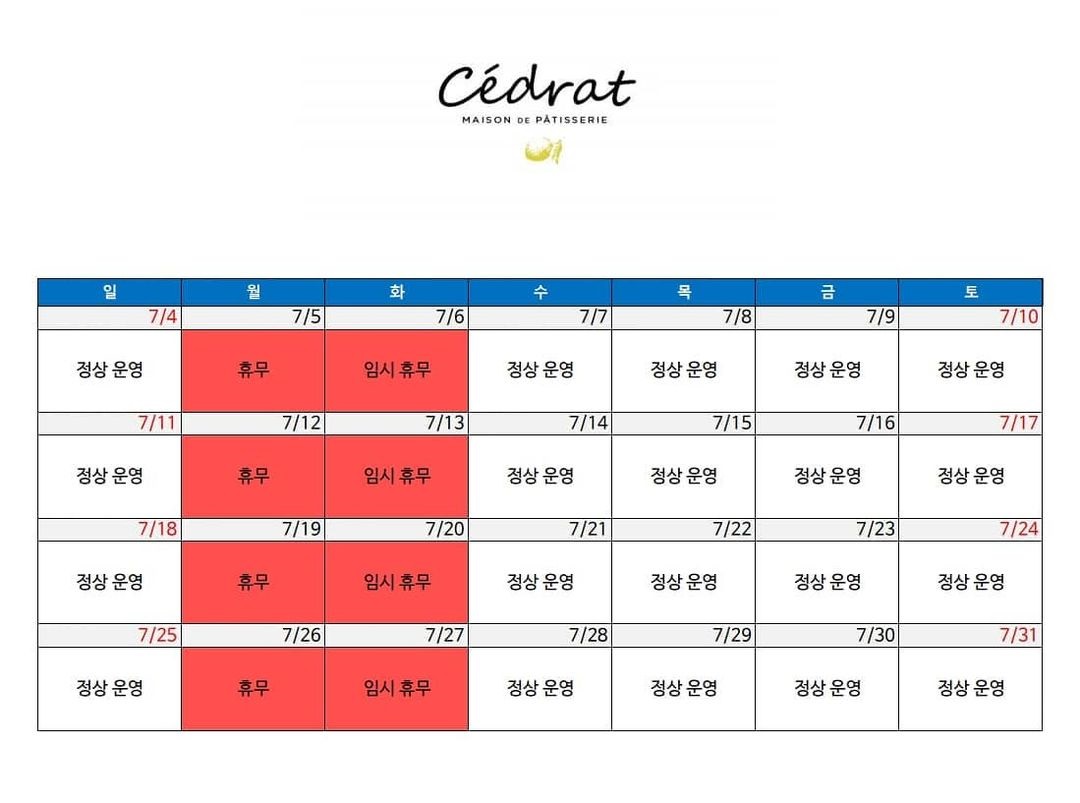 Cédrat
MAISON DE PÂTISSERIE
일 월 화 수 목 금 토
7/4 7/5 7/6 7/7 7/8 7/9 7/10
정상 운영 휴무 임시 휴무 정상 운영 정상 운영 정상 운영 정상 운영
7/11 7/12 7/13 7/14 7/15 7/16 7/17
정상 운영 휴무 임시 휴무 정상 운영 정상 운영 정상 운영 정상 운영
7/18 7/19 7/20 7/21 7/22 7/23 7/24
정상 운영 휴무 임시 휴무 정상 운영 정상 운영 정상 운영 정상 운영
7/25 7/26 7/27 7/28 7/29 7/30 7/31
정상 운영 휴무 임시 휴무 정상 운영 정상 운영 정상 운영 정상 운영